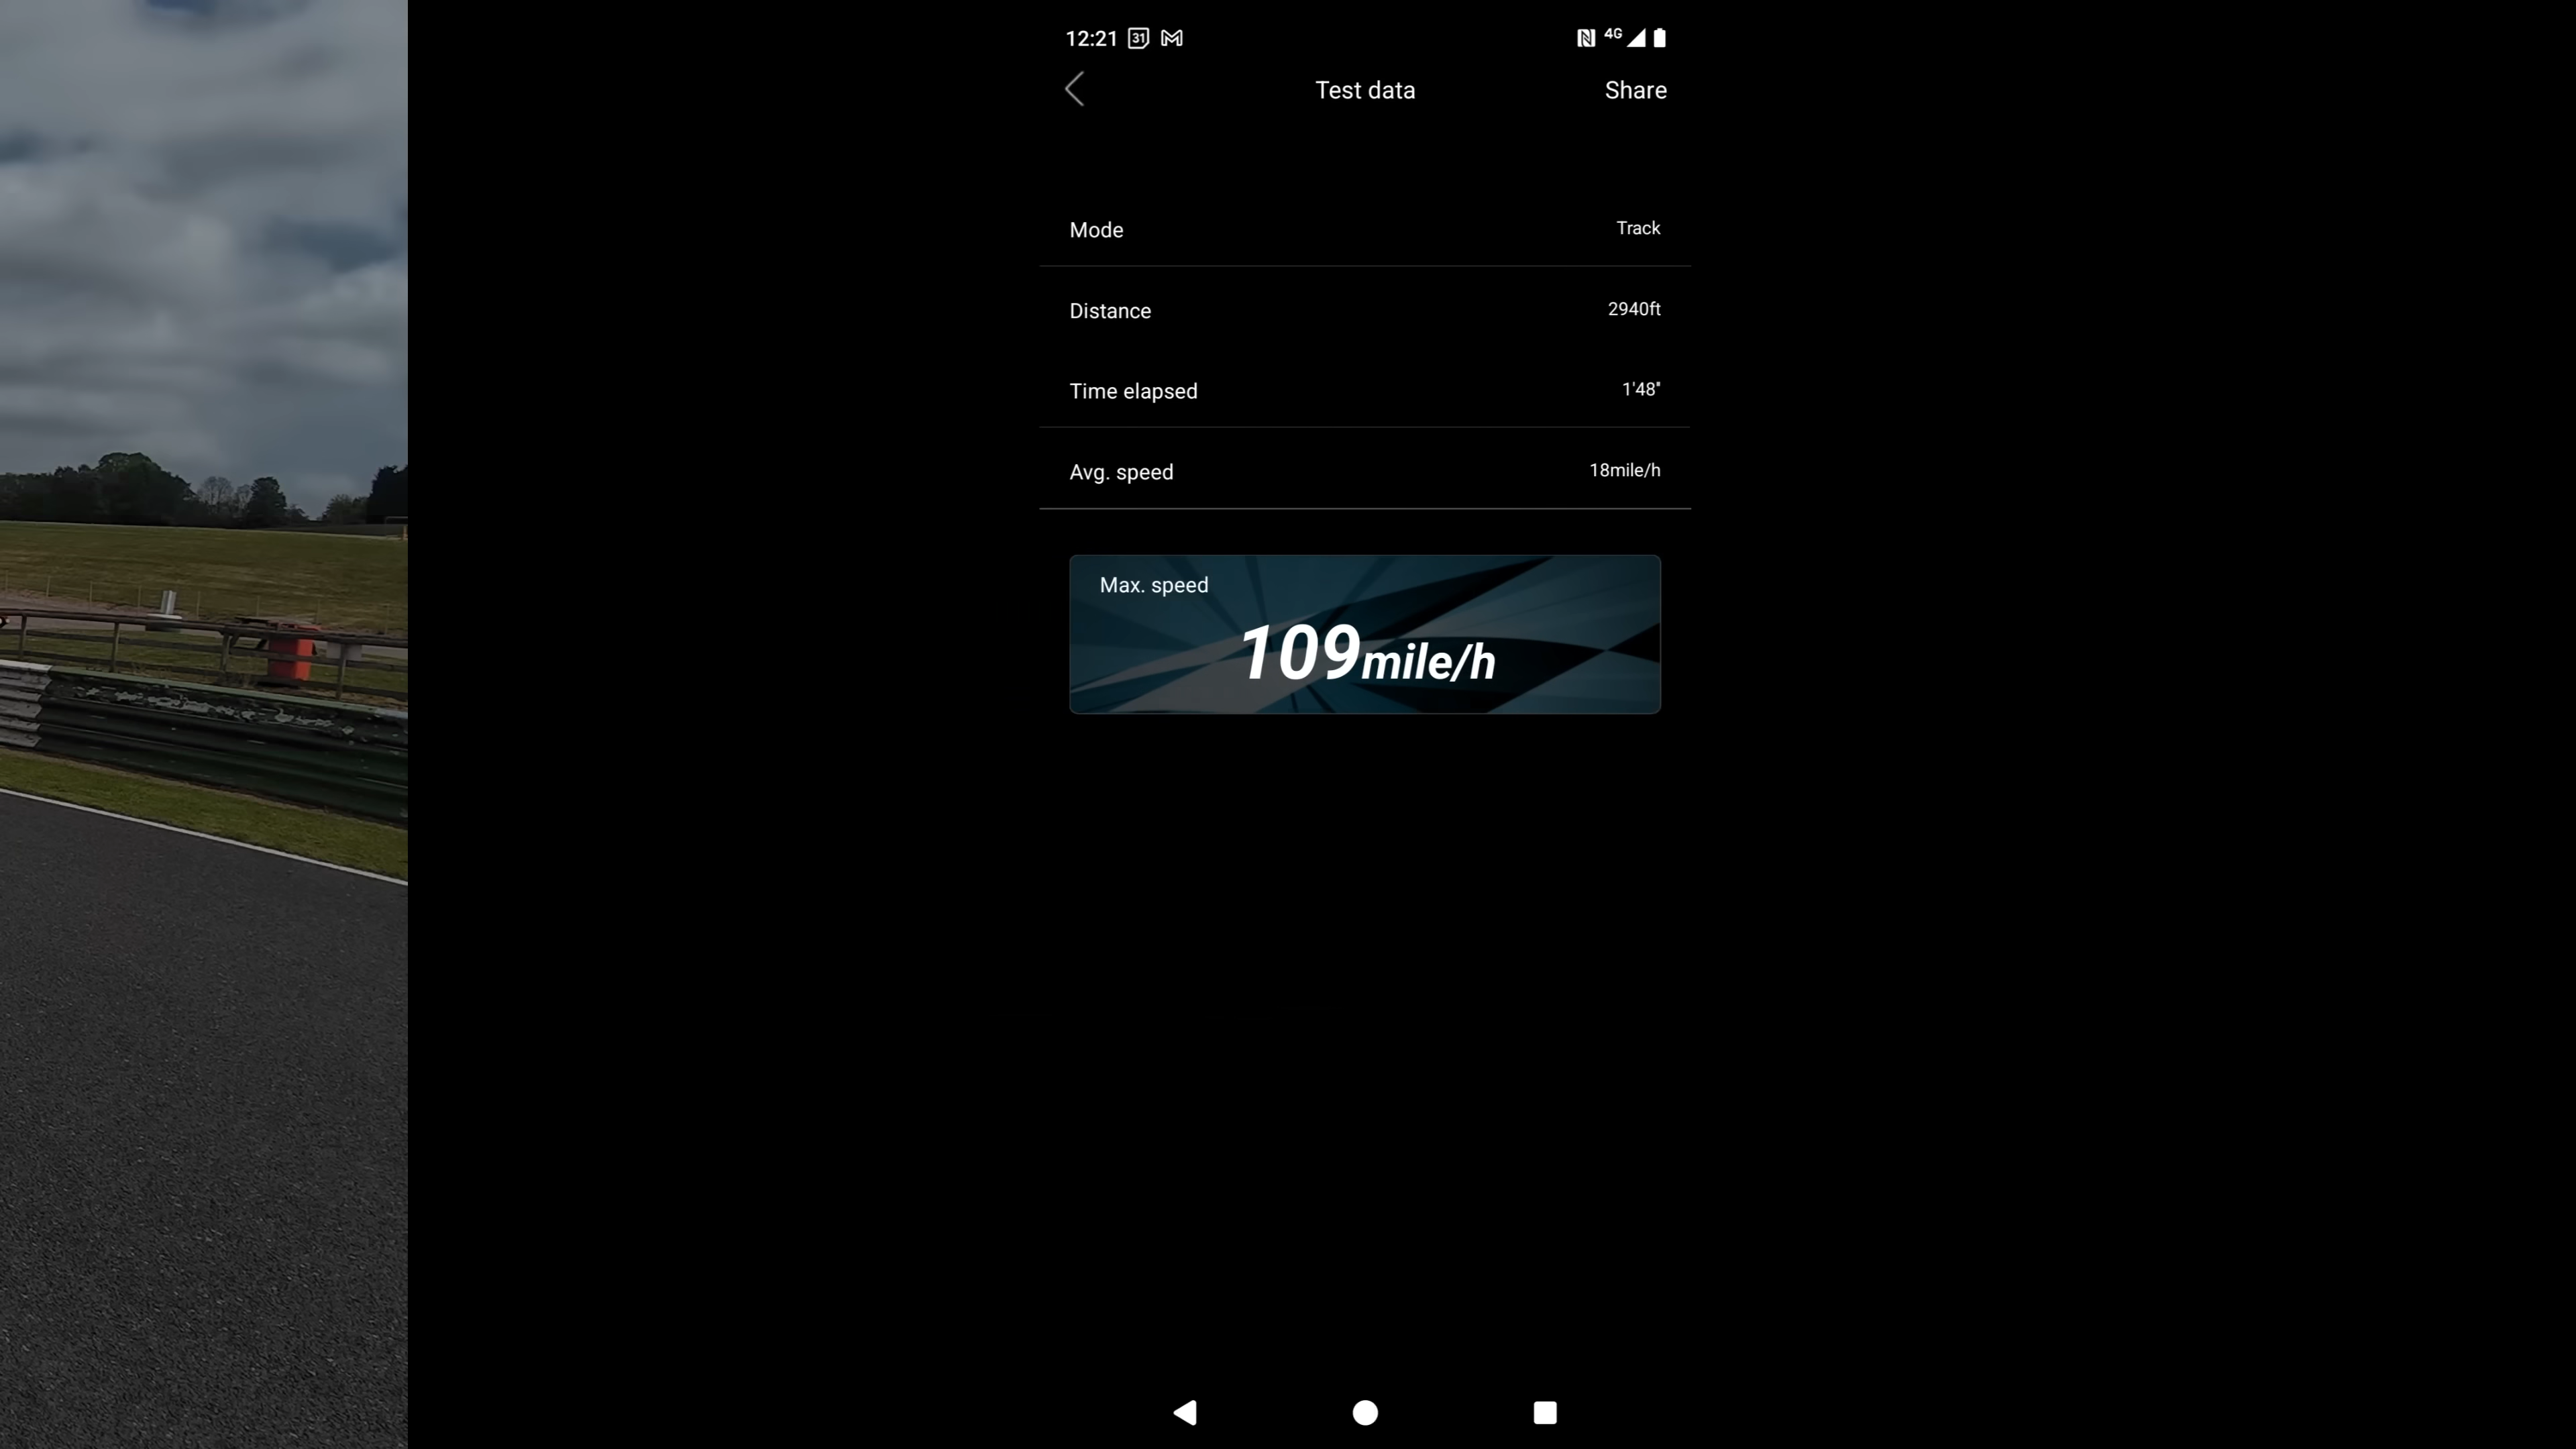 12:21 31
4G
Test data
Share
Mode
Track
Distance
2940ft
Time elapsed
1'48"
Avg. speed
18mile/h
Max. speed
109mile/h